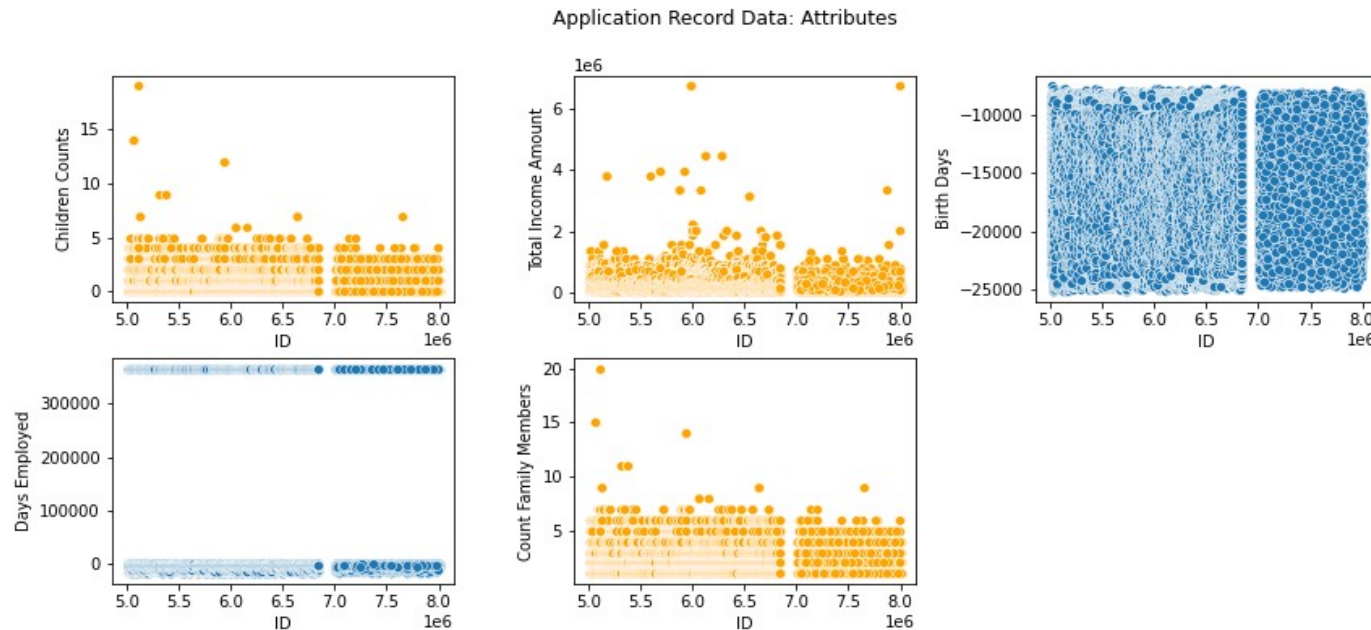 Application Record Data: Attributes
Children Counts
15
10
5
0
5.0 5.5 6.0 6.5 7.0 7.5 8.0
ID
1e6
1e6
Total Income Amount
6
4
2
0
5.0 5.5 6.0 6.5 7.0 7.5 8.0
ID
1e6
Birth Days
−10000
−15000
−20000
−25000
5.0 5.5 6.0 6.5 7.0 7.5 8.0
ID
1e6
Days Employed
300000
200000
100000
0
5.0 5.5 6.0 6.5 7.0 7.5 8.0
ID
1e6
Count Family Members
20
15
10
5
5.0 5.5 6.0 6.5 7.0 7.5 8.0
ID
1e6